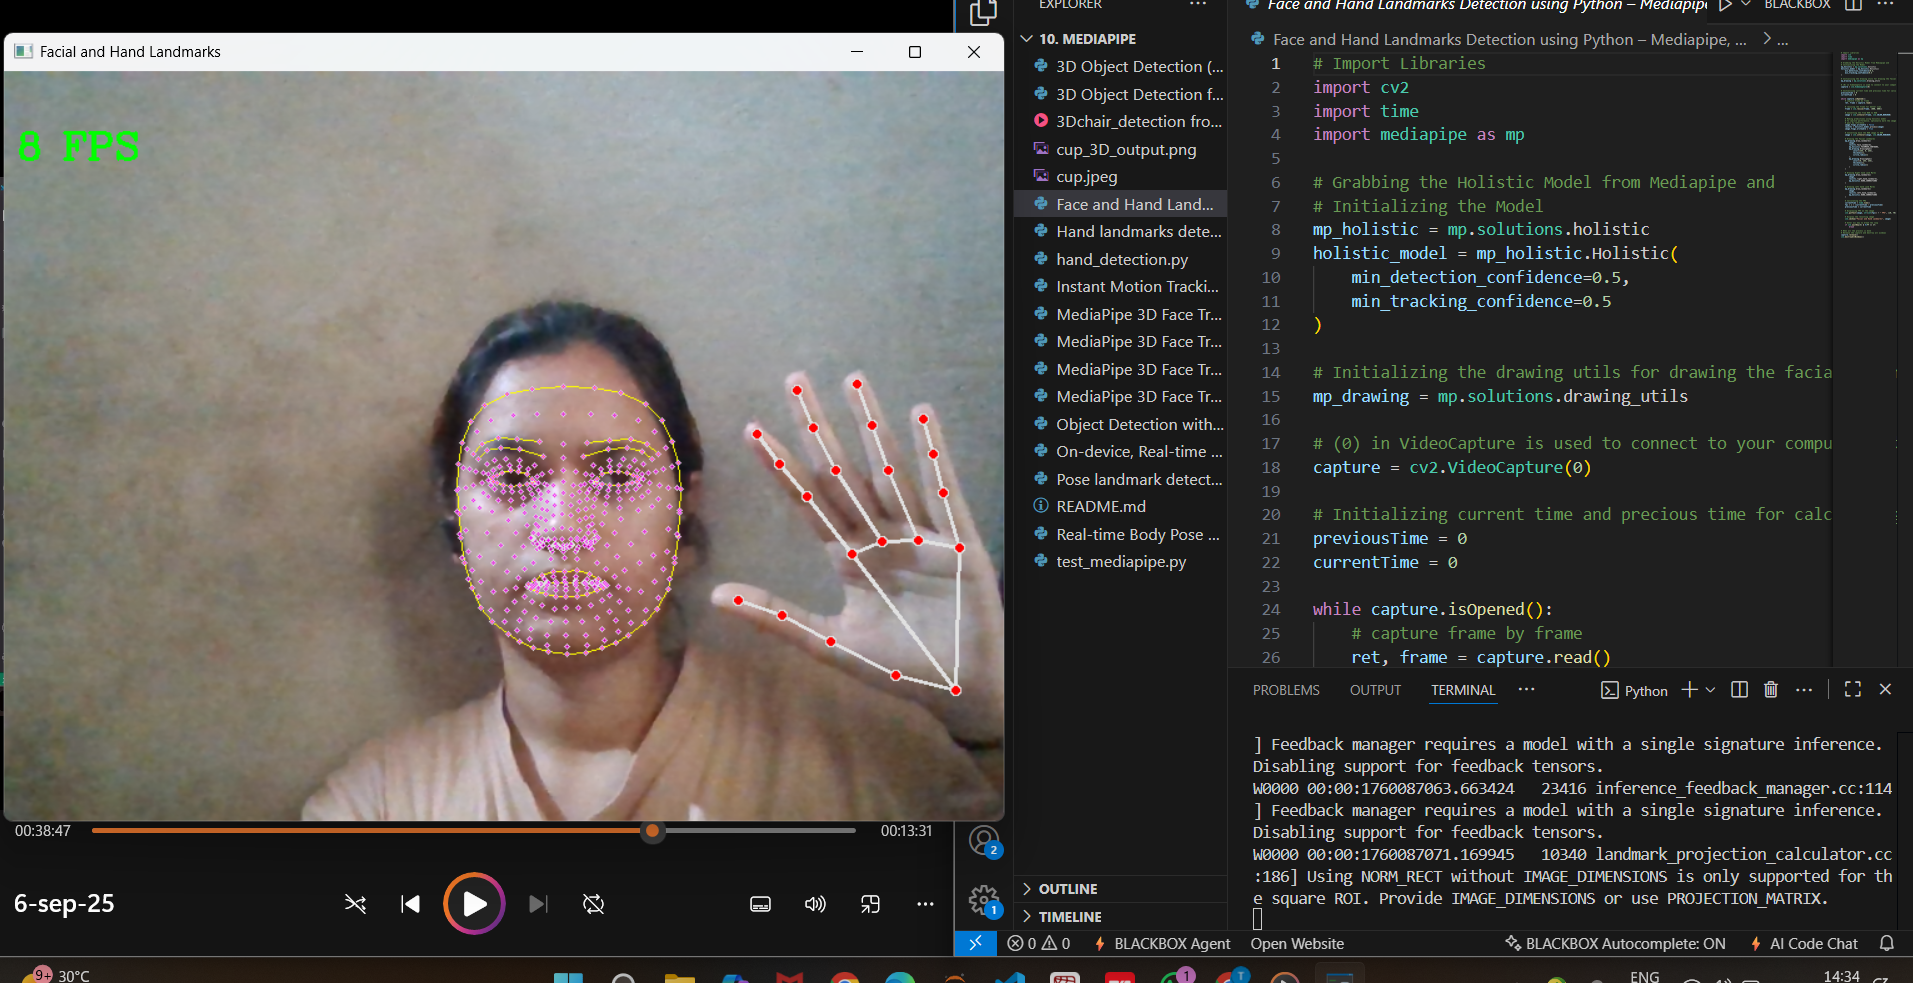 Facial and Hand Landmarks
8 FPS
00:38:47
00:13:31
6-sep-25
EXPLORER
10. MEDIAPIPE
3D Object Detection (...
3D Object Detection f...
3Dchair_detection fro...
cup_3D_output.png
cup.jpeg
Face and Hand Land...
Hand landmarks dete...
hand_detection.py
Instant Motion Tracki...
MediaPipe 3D Face Tr...
MediaPipe 3D Face Tr...
MediaPipe 3D Face Tr...
MediaPipe 3D Face Tr...
Object Detection with...
On-device, Real-time ...
Pose landmark detect...
README.md
Real-time Body Pose ...
test_mediapipe.py
OUTLINE
TIMELINE
2
1
Face and Hand Landmarks Detection using Python – Mediapip
BLACKBOX
Face and Hand Landmarks Detection using Python – Mediapipe, ... > ...
1 # Import Libraries
2 import cv2
3 import time
4 import mediapipe as mp
5
6 # Grabbing the Holistic Model from Mediapipe and
7 # Initializing the Model
8 mp_holistic = mp.solutions.holistic
9 holistic_model = mp_holistic.Holistic(
10 min_detection_confidence=0.5,
11 min_tracking_confidence=0.5
12 )
13
14 # Initializing the drawing utils for drawing the facia
15 mp_drawing = mp.solutions.drawing_utils
16
17 # (0) in VideoCapture is used to connect to your compu
18 capture = cv2.VideoCapture(0)
19
20 # Initializing current time and precious time for calc
21 previousTime = 0
22 currentTime = 0
23
24 while capture.isOpened():
25 # capture frame by frame
26 ret, frame = capture.read()
PROBLEMS OUTPUT TERMINAL ... Python
] Feedback manager requires a model with a single signature inference.
Disabling support for feedback tensors.
W0000 00:00:1760087063.663424 23416 inference_feedback_manager.cc:114
] Feedback manager requires a model with a single signature inference.
Disabling support for feedback tensors.
W0000 00:00:1760087071.169945 10340 landmark_projection_calculator.cc
:186] Using NORM_RECT without IMAGE_DIMENSIONS is only supported for th
e square ROI. Provide IMAGE_DIMENSIONS or use PROJECTION_MATRIX.
0 0 BLACKBOX Agent Open Website BLACKBOX Autocomplete: ON AI Code Chat
9+ 30°C
1
T
ENG
14:34